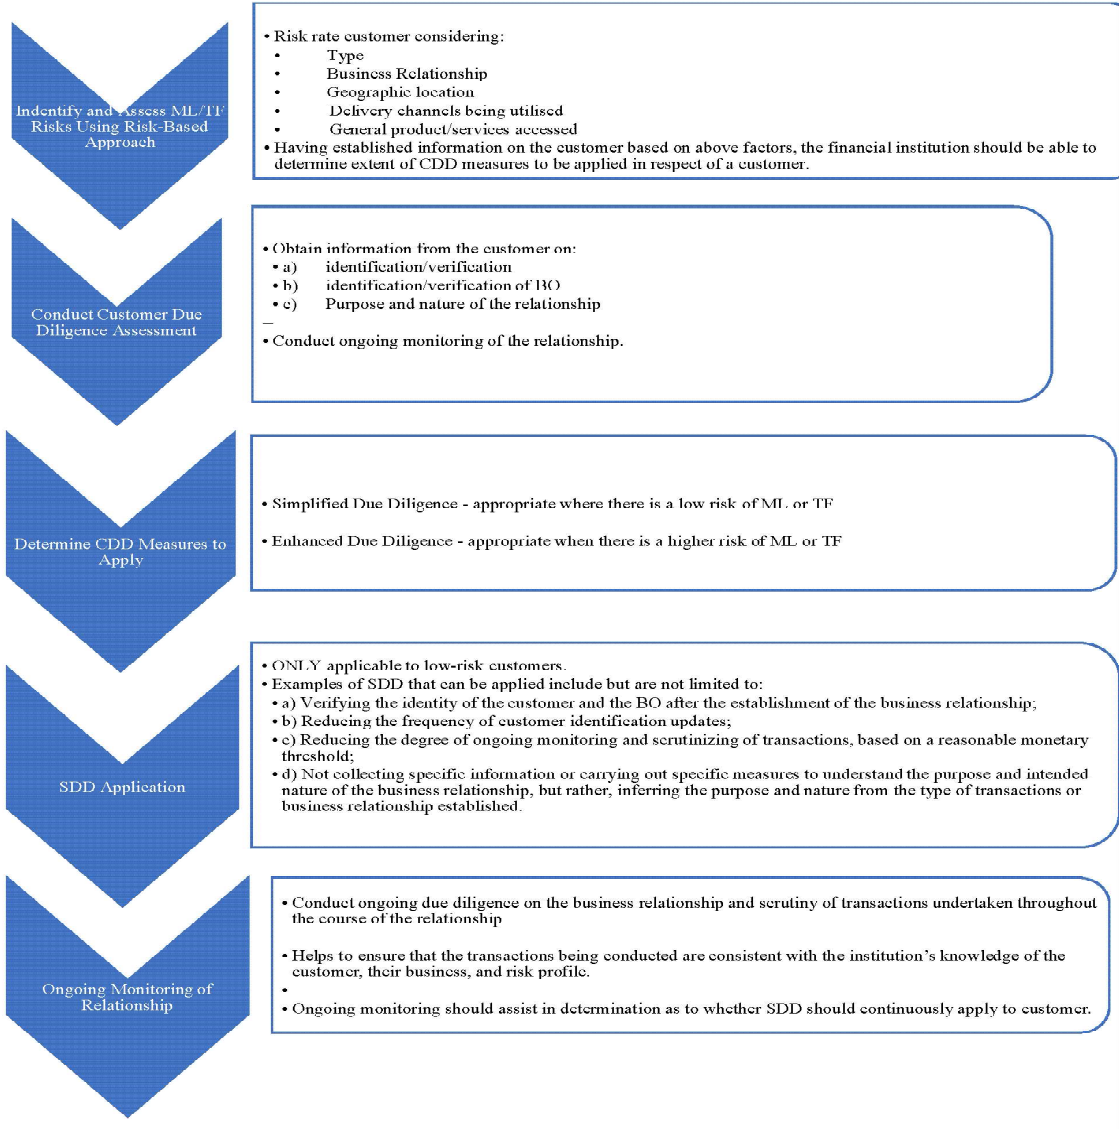 Indentify and Assess ML/TF
Risks Using Risk-Based
Approach
• Risk rate customer considering:
• Type
• Business Relationship
• Geographic location
• Delivery channels being utilised
• General product/services accessed
• Having established information on the customer based on above factors, the financial institution should be able to
determine extent of CDD measures to be applied in respect of a customer.
Conduct Customer Due
Diligence Assessment
• Obtain information from the customer on:
• a) identification/verification
• b) identification/verification of BO
• c) Purpose and nature of the relationship
–
• Conduct ongoing monitoring of the relationship.
Determine CDD Measures to
Apply
• Simplified Due Diligence - appropriate where there is a low risk of ML or TF
• Enhanced Due Diligence - appropriate when there is a higher risk of ML or TF
SDD Application
• ONLY applicable to low-risk customers.
• Examples of SDD that can be applied include but are not limited to:
• a) Verifying the identity of the customer and the BO after the establishment of the business relationship;
• b) Reducing the frequency of customer identification updates;
• c) Reducing the degree of ongoing monitoring and scrutinizing of transactions, based on a reasonable monetary
threshold;
• d) Not collecting specific information or carrying out specific measures to understand the purpose and intended
nature of the business relationship, but rather, inferring the purpose and nature from the type of transactions or
business relationship established.
Ongoing Monitoring of
Relationship
• Conduct ongoing due diligence on the business relationship and scrutiny of transactions undertaken throughout
the course of the relationship
• Helps to ensure that the transactions being conducted are consistent with the institution's knowledge of the
customer, their business, and risk profile.
•
• Ongoing monitoring should assist in determination as to whether SDD should continuously apply to customer.